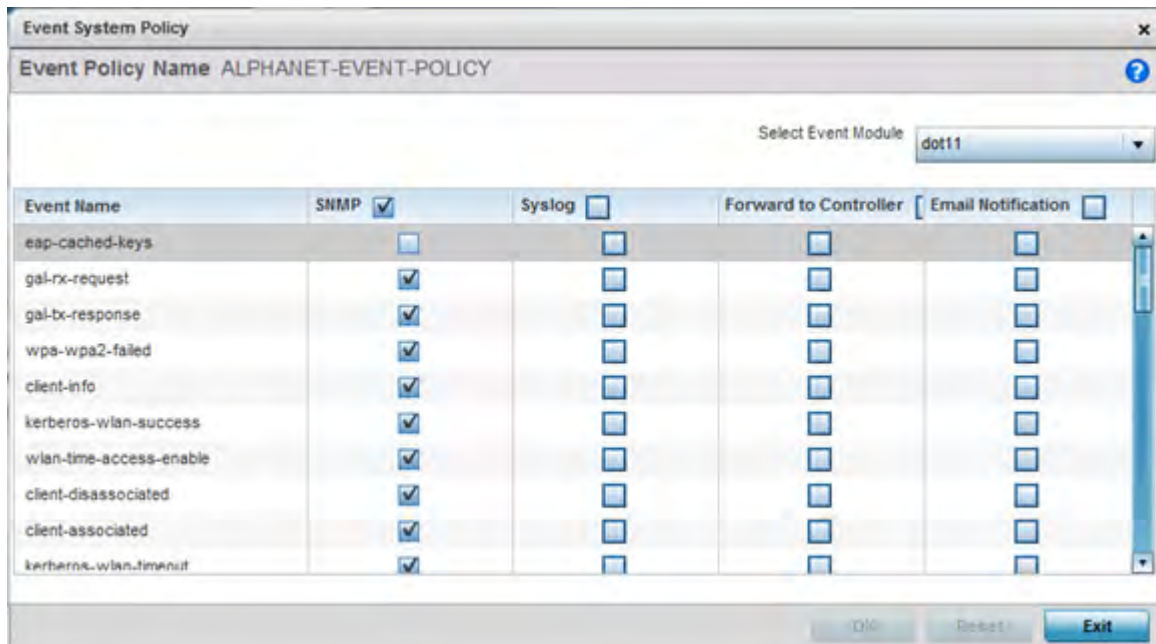 Event System Policy
Event Policy Name ALPHANET-EVENT-POLICY
Select Event Module dot11
Event Name SNMP Syslog Forward to Controller Email Notification
eap-cached-keys
gal-rx-request
gal-tx-response
wpa-wpa2-failed
client-info
kerberos-wlan-success
wlan-time-access-enable
client-disassociated
client-associated
kerberos-wlan-timeout
OK Reset Exit